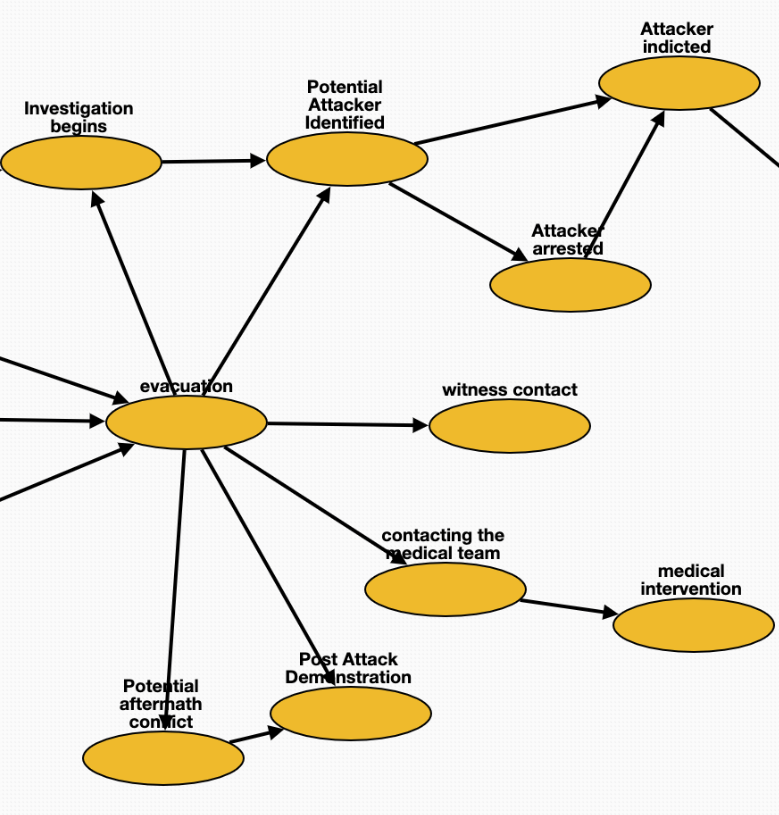 Attacker
indicted
Potential
Attacker
Identified
Investigation
begins
Attacker
arrested
evacuation
witness contact
contacting the
medical team
medical
intervention
Post Attack
Demonstration
Potential
aftermath
conflict